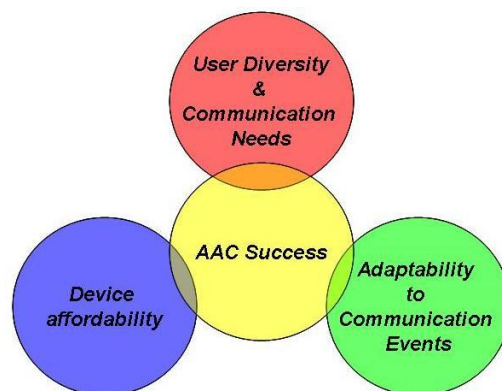 User Diversity
&
Communication
Needs
AAC Success
Device
affordability
Adaptability
to
Communication
Events